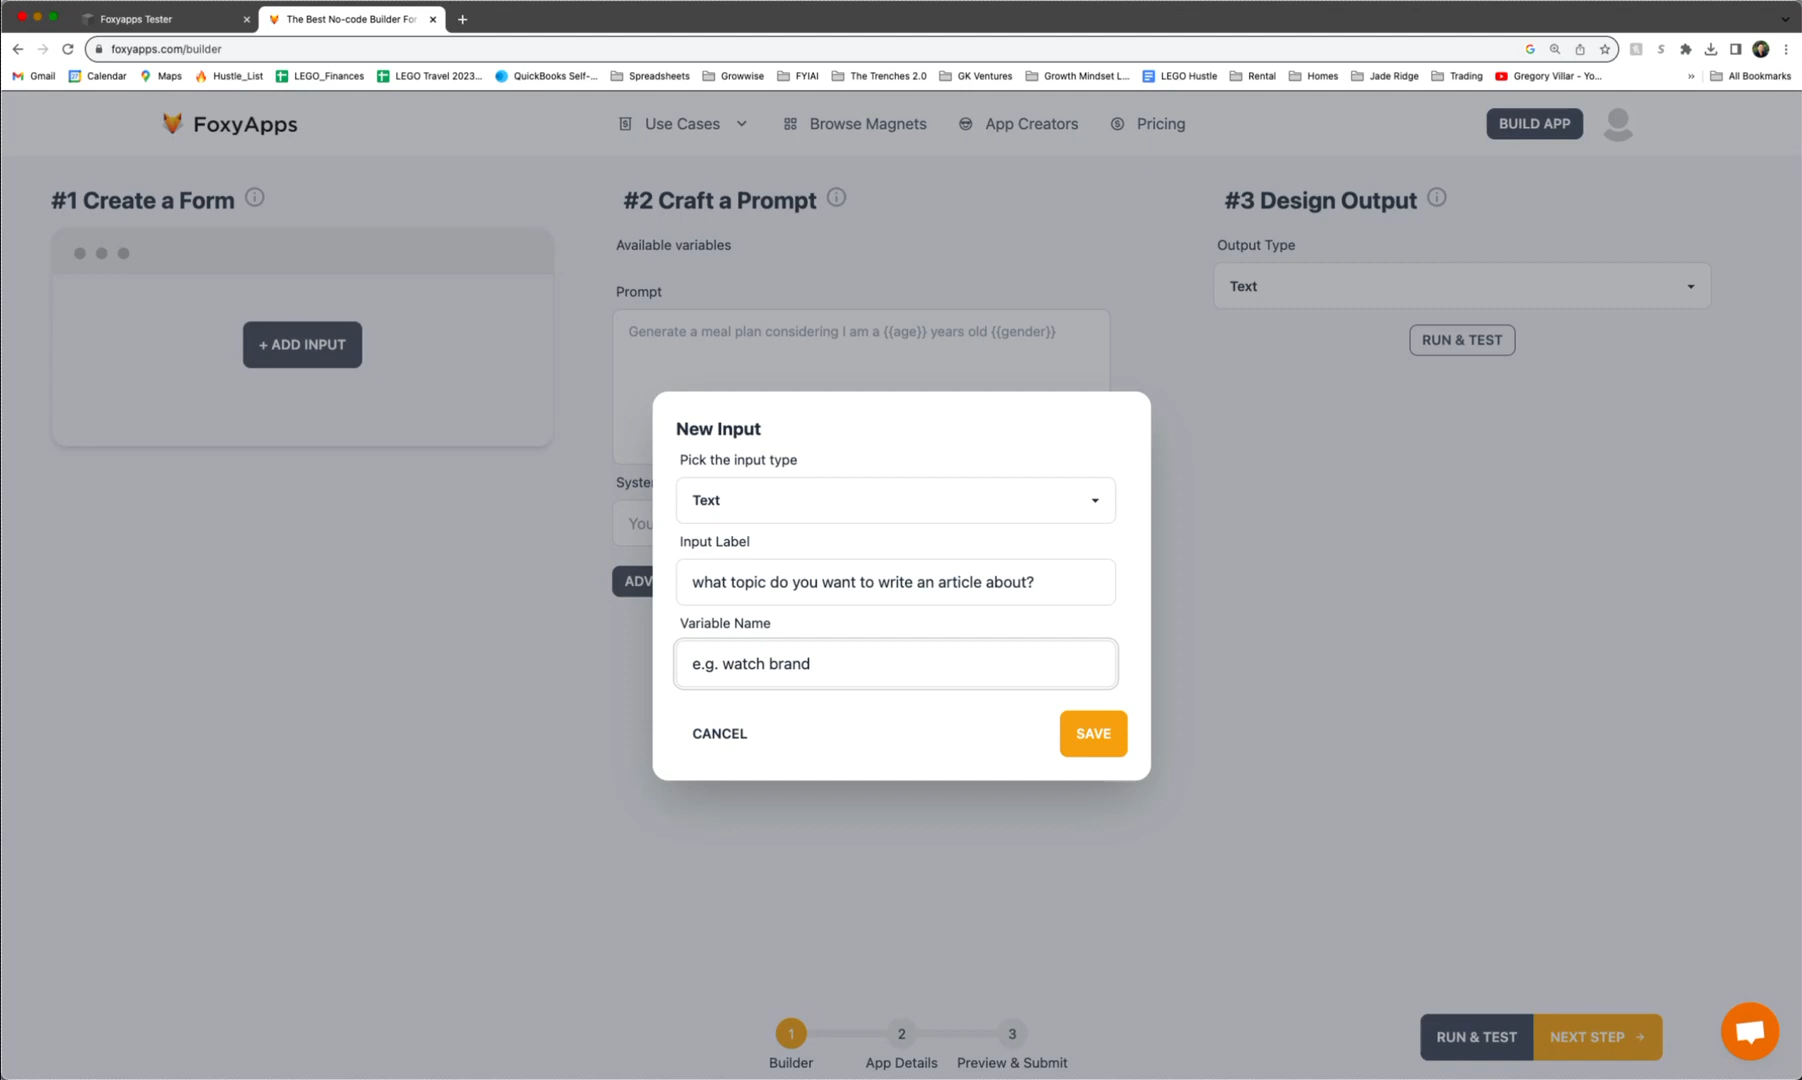 Foxyapps Tester
The Best No-code Builder For
foxyapps.com/builder
Gmail
Calendar
Maps
Hustle_List
LEGO_Finances
LEGO Travel 2023...
QuickBooks Self-...
Spreadsheets
Growwise
FYIAI
The Trenches 2.0
GK Ventures
Growth Mindset L...
LEGO Hustle
Rental
Homes
Jade Ridge
Trading
Gregory Villar - Yo...
»
All Bookmarks
FoxyApps
Use Cases
Browse Magnets
App Creators
Pricing
BUILD APP
#1 Create a Form
+ ADD INPUT
#2 Craft a Prompt
Available variables
Prompt
Generate a meal plan considering I am a {{age}} years old {{gender}}
Syste
You
ADV
#3 Design Output
Output Type
Text
RUN & TEST
New Input
Pick the input type
Text
Input Label
what topic do you want to write an article about?
Variable Name
e.g. watch brand
CANCEL
SAVE
1
2
3
Builder
App Details
Preview & Submit
RUN & TEST
NEXT STEP →